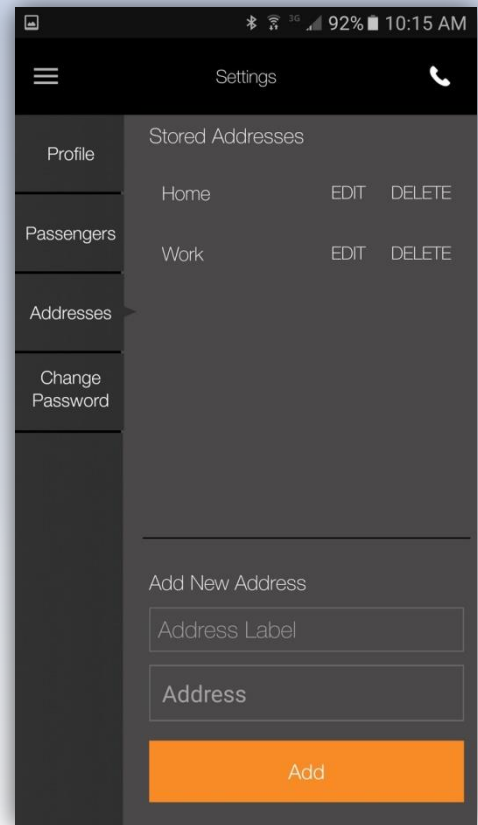 3G 92% 10:15 AM
Settings
Profile
Passengers
Addresses
Change
Password
Stored Addresses
Home EDIT DELETE
Work EDIT DELETE
Add New Address
Address Label
Address
Add